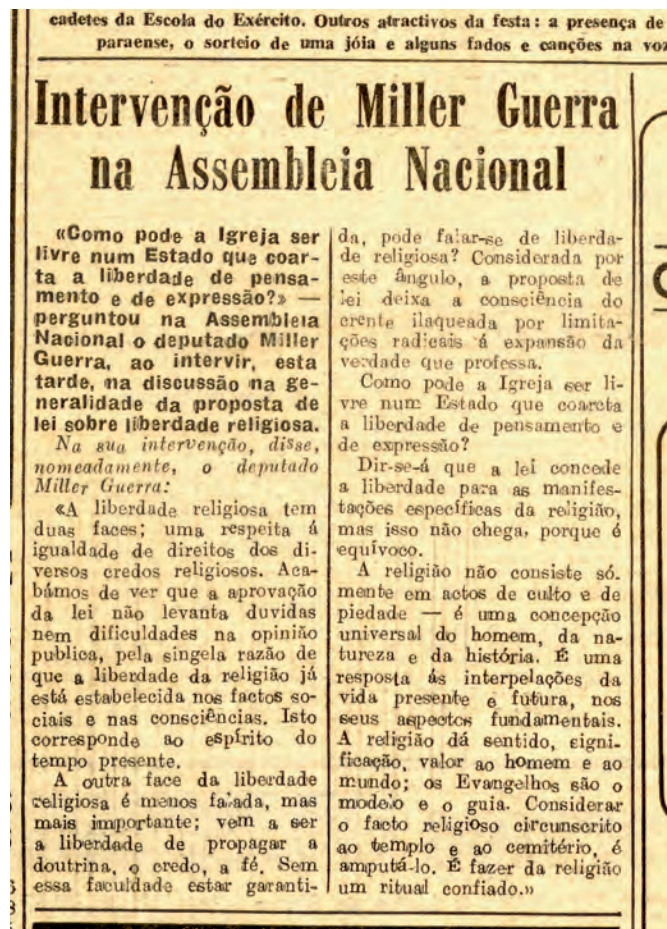 cadetes da Escola do Exército. Outros atractivos da festa: a presença de
paraense, o sorteio de uma jóia e alguns fados e canções na voz
Intervenção de Miller Guerra
na Assembleia Nacional
«Como pode a Igreja ser
livre num Estado que coar-
ta a liberdade de pensa-
mento e de expressão?» —
perguntou na Assembleia
Nacional o deputado Miller
Guerra, ao intervir, esta
tarde, na discussão na ge-
neralidade da proposta de
lei sobre liberdade religiosa.
Na sua intervenção, disse,
nomeadamente, o deputado
Miller Guerra:
«A liberdade religiosa tem
duas faces; uma respeita á
igualdade de direitos dos di-
versos credos religiosos. Aca-
bámos de ver que a aprovação
da lei não levanta duvidas
nem dificuldades na opinião
publica, pela singela razão de
que a liberdade da religião já
está estabelecida nos factos so-
ciais e nas consciências. Isto
corresponde ao espírito do
tempo presente.
A outra face da liberdade
religiosa é menos falada, mas
mais importante; vem a ser
a liberdade de propagar a
doutrina, o credo, a fé. Sem
essa faculdade estar garanti-
da, pode falar-se de liberda-
de religiosa? Considerada por
este ângulo, a proposta de
lei deixa a consciência do
crente ilaqueada por limita-
ções radicais á expansão da
verdade que professa.
Como pode a Igreja ser li-
vre num Estado que coarcta
a liberdade de pensamento e
de expressão?
Dir-se-á que a lei concede
a liberdade para as manifes-
tações específicas da religião,
mas isso não chega, porque é
equívoco.
A religião não consiste só-
mente em actos de culto e de
piedade — é uma concepção
universal do homem, da na-
tureza e da história. É uma
resposta ás interpelações da
vida presente e futura, nos
seus aspectos fundamentais.
A religião dá sentido, signi-
ficação, valor ao homem e ao
mundo; os Evangelhos são o
modelo e o guia. Considerar
o facto religioso circunscrito
ao templo e ao cemitério, é
amputá-lo. É fazer da religião
um ritual confiado.»